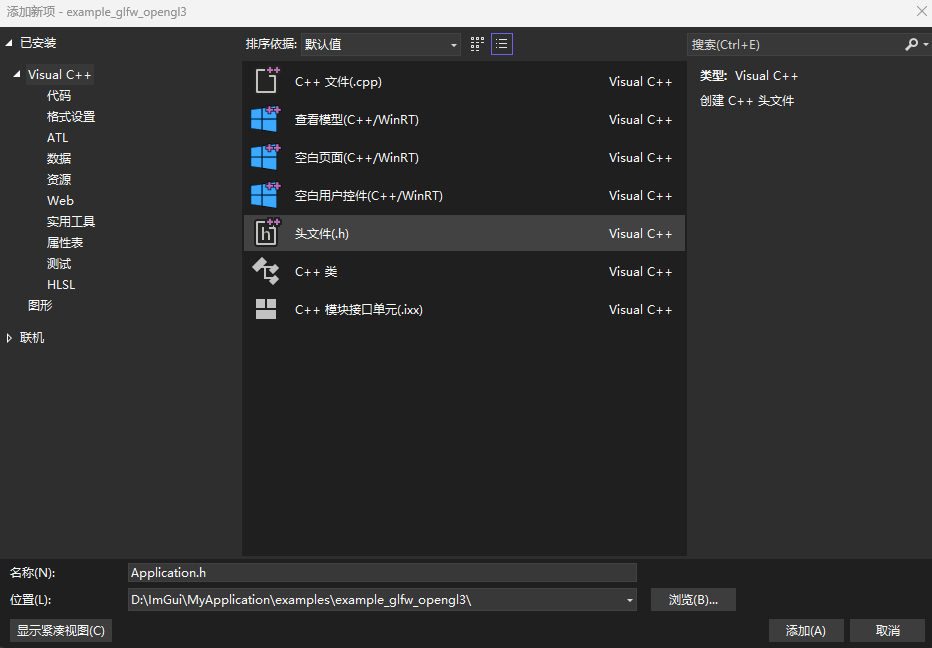 添加新项 - example_glfw_opengl3
已安装
Visual C++
代码
格式设置
ATL
数据
资源
Web
实用工具
属性表
测试
HLSL
图形
联机
排序依据: 默认值
C++ 文件(.cpp) Visual C++
查看模型(C++/WinRT) Visual C++
空白页面(C++/WinRT) Visual C++
空白用户控件(C++/WinRT) Visual C++
头文件(.h) Visual C++
C++ 类 Visual C++
C++ 模块接口单元(.ixx) Visual C++
搜索(Ctrl+E)
类型: Visual C++
创建 C++ 头文件
名称(N): Application.h
位置(L): D:\ImGui\MyApplication\examples\example_glfw_opengl3\ 浏览(B)...
显示紧凑视图(C) 添加(A) 取消